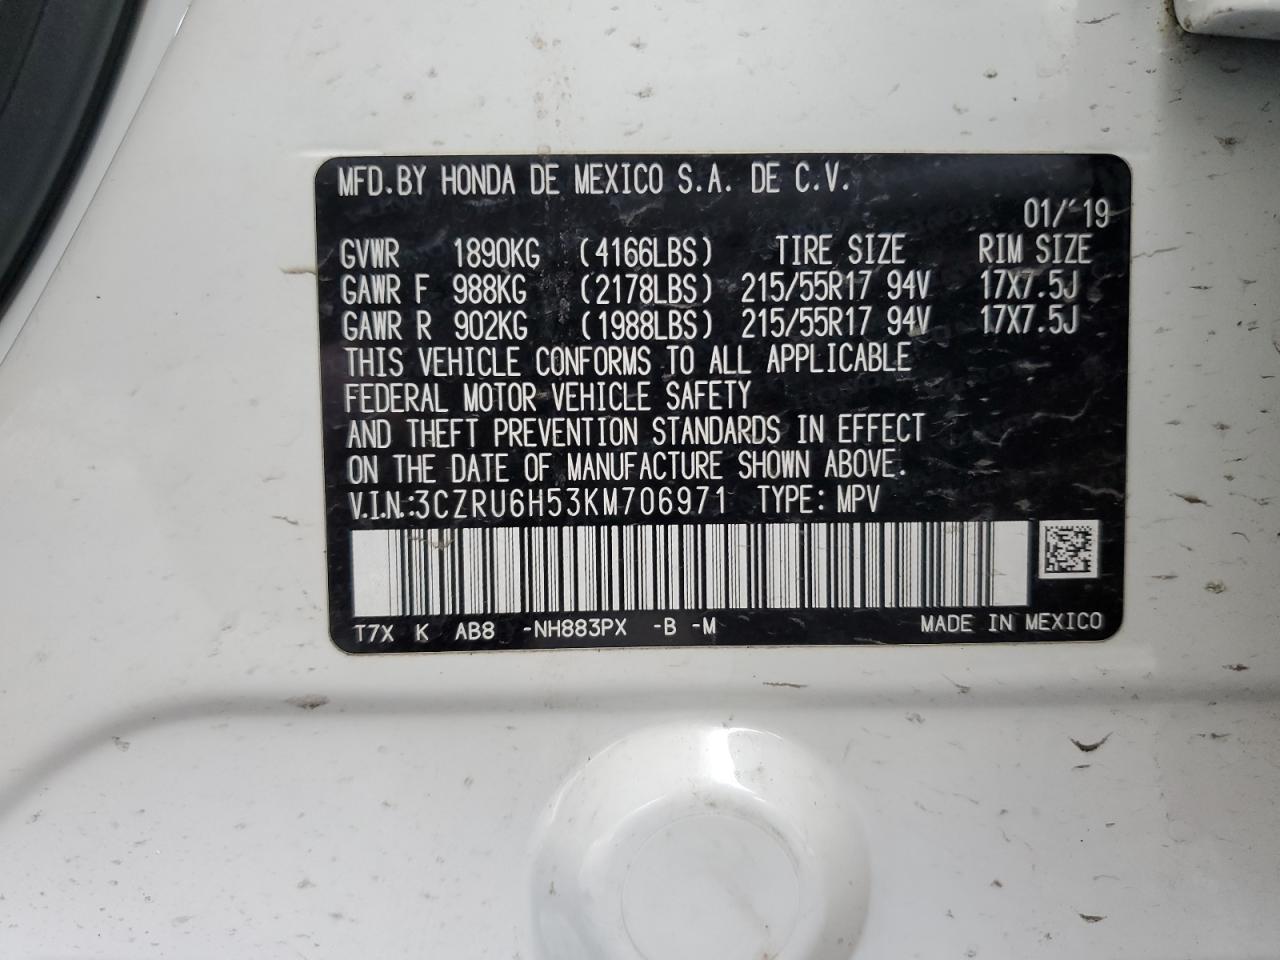 MFD.BY HONDA DE MEXICO S.A. DE C.V.
01/'19
GVWR 1890KG (4166LBS) TIRE SIZE RIM SIZE
GAWR F 988KG (2178LBS) 215/55R17 94V 17X7.5J
GAWR R 902KG (1988LBS) 215/55R17 94V 17X7.5J
THIS VEHICLE CONFORMS TO ALL APPLICABLE
FEDERAL MOTOR VEHICLE SAFETY
AND THEFT PREVENTION STANDARDS IN EFFECT
ON THE DATE OF MANUFACTURE SHOWN ABOVE.
V.I.N.:3CZRU6H53KM706971 TYPE: MPV
T7X K AB8 -NH883PX -B -M MADE IN MEXICO